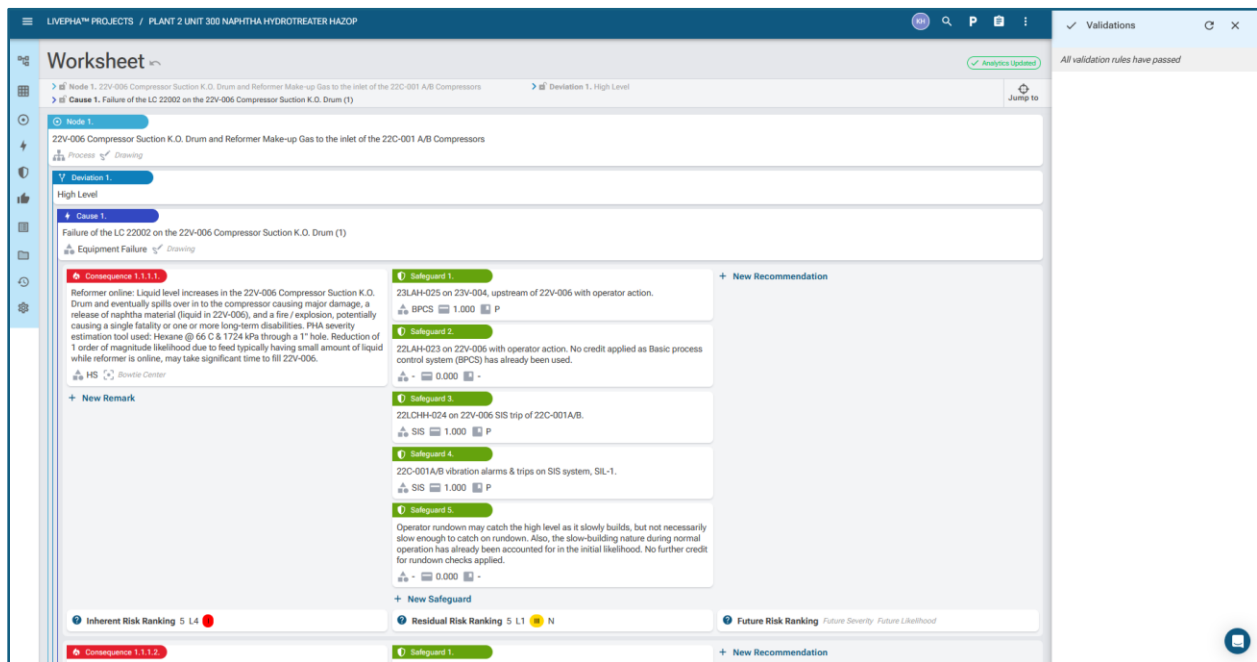 LIVEPHA™ PROJECTS / PLANT 2 UNIT 300 NAPHTHA HYDROTREATER HAZOP
KH
P
Validations
All validation rules have passed
Worksheet
Analytics Updated
Node 1. 22V-006 Compressor Suction K.O. Drum and Reformer Make-up Gas to the inlet of the 22C-001 A/B Compressors
Deviation 1. High Level
Cause 1. Failure of the LC 22002 on the 22V-006 Compressor Suction K.O. Drum (1)
Jump to
Node 1.
22V-006 Compressor Suction K.O. Drum and Reformer Make-up Gas to the inlet of the 22C-001 A/B Compressors
Process Drawing
Deviation 1.
High Level
Cause 1.
Failure of the LC 22002 on the 22V-006 Compressor Suction K.O. Drum (1)
Equipment Failure Drawing
Consequence 1.1.1.1.
Reformer online: Liquid level increases in the 22V-006 Compressor Suction K.O.
Drum and eventually spills over in to the compressor causing major damage, a
release of naphtha material (liquid in 22V-006), and a fire / explosion, potentially
causing a single fatality or one or more long-term disabilities. PHA severity
estimation tool used: Hexane @ 66 C & 1724 kPa through a 1" hole. Reduction of
1 order of magnitude likelihood due to feed typically having small amount of liquid
while reformer is online, may take significant time to fill 22V-006.
HS Bowtie Center
+ New Remark
Safeguard 1.
23LAH-025 on 23V-004, upstream of 22V-006 with operator action.
BPCS 1.000 P
Safeguard 2.
22LAH-023 on 22V-006 with operator action. No credit applied as Basic process
control system (BPCS) has already been used.
- 0.000 -
Safeguard 3.
22LCHH-024 on 22V-006 SIS trip of 22C-001A/B.
SIS 1.000 P
Safeguard 4.
22C-001A/B vibration alarms & trips on SIS system, SIL-1.
SIS 1.000 P
Safeguard 5.
Operator rundown may catch the high level as it slowly builds, but not necessarily
slow enough to catch on rundown. Also, the slow-building nature during normal
operation has already been accounted for in the initial likelihood. No further credit
for rundown checks applied.
- 0.000 -
+ New Safeguard
+ New Recommendation
Inherent Risk Ranking 5 L4 I
Residual Risk Ranking 5 L1 III N
Future Risk Ranking Future Severity Future Likelihood
Consequence 1.1.1.2.
Safeguard 1.
+ New Recommendation